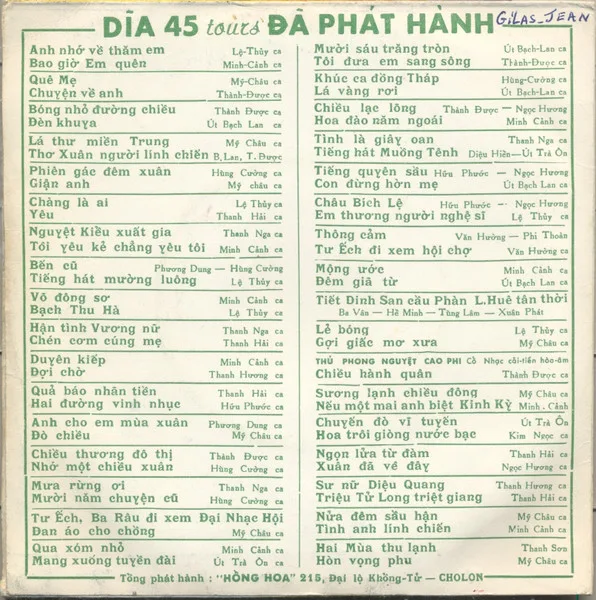 DĨA 45 tours ĐÃ PHÁT HÀNH
GiLAS_JEAN
Anh nhớ về thăm em Lệ-Thủy ca
Bao giờ Em quên Minh-Cảnh ca
Quê Mẹ Mỹ-Châu ca
Chuyện về anh Thành-Được ca
Bóng nhỏ đường chiều Thành Được ca
Đèn khuya Út Bạch Lan ca
Lá thư miền Trung Mỹ Châu ca
Thơ Xuân người lính chiến B.Lan, T.Được
Phiên gác đêm xuân Hùng Cường ca
Giận anh Mỹ châu ca
Chàng là ai Lệ Thủy ca
Yêu Thanh Hải ca
Nguyệt Kiều xuất gia Thanh Nga ca
Tôi yêu kẻ chẳng yêu tôi Minh Cảnh ca
Bến cũ Phương Dung — Hùng Cường
Tiếng hát mường luông Lệ Thủy ca
Võ đông sơ Minh Cảnh ca
Bạch Thu Hà Lệ Thủy ca
Hận tình Vương nữ Thanh Nga ca
Chén cơm cúng mẹ Thanh Hải ca
Duyên kiếp Minh Cảnh ca
Đợi chờ Thanh Hương ca
Quả báo nhãn tiền Thanh Hải ca
Hai đường vinh nhục Hữu Phước ca
Anh cho em mùa xuân Phương Dung ca
Đò chiều Mỹ Châu ca
Chiều thương đô thị Thành Được ca
Nhớ một chiều xuân Hùng Cường ca
Mưa rừng ơi Thanh Nga ca
Mười năm chuyện cũ Hùng Cường ca
Tư Ếch, Ba Râu đi xem Đại Nhạc Hội
Đan áo cho chồng Mỹ Châu ca
Qua xóm nhỏ Minh Cảnh ca
Mang xuống tuyền đài Út Trà Ôn ca
Mười sáu trăng tròn Út Bạch-Lan ca
Tôi đưa em sang sông Thành-Được ca
Khúc ca đồng Tháp Hùng-Cường ca
Lá vàng rơi Út Bạch-Lan ca
Chiều lạc lõng Thành Được — Ngọc Hương
Hoa đào năm ngoái Minh Cảnh ca
Tình là giây oan Thanh Nga ca
Tiếng hát Muồng Tênh Diệu Hiền—Út Trà Ôn
Tiếng quyên sầu Hữu Phước — Ngọc Hương
Con đừng hờn mẹ Út Bạch Lan ca
Châu Bích Lệ Hữu Phước — Ngọc Hương
Em thương người nghệ sĩ Lệ Thủy ca
Thông cảm Văn Hường — Phi Thoàn
Tư Ếch đi xem hội chợ Văn Hường ca
Mộng ước Minh Cảnh ca
Đêm giã từ Út Bạch Lan ca
Tiết Đinh San cầu Phàn L.Huê tân thời
Ba Vân — Hề Minh — Tùng Lâm — Xuân Phát
Lẻ bóng Lệ Thủy ca
Gợi giấc mơ xưa Mỹ Châu ca
THÚ PHONG NGUYỆT CAO PHI Cổ Nhạc cải-tiến hòa-âm
Chiều hành quân Thành Được ca
Sương lạnh chiều đông Mỹ Châu ca
Nếu một mai anh biệt Kinh Kỳ Minh . Cảnh
Chuyến đò vĩ tuyến Út Trà Ôn
Hoa trôi giòng nước bạc Kim Ngọc ca
Ngọn lửa từ đàm Thanh Hải ca
Xuân đã về đây Ngọc Hương ca
Sư nữ Diệu Quang Thanh Hương ca
Triệu Tử Long triệt giang Thanh Hải ca
Nửa đêm sầu hận Mỹ Châu ca
Tình anh lính chiến Minh Cảnh ca
Hai Mùa thu lạnh Thanh Sơn
Hòn vọng phu Mỹ Châu ca
Tổng phát hành : "HỒNG HOA" 215, Đại lộ Khổng-Tử — CHOLON